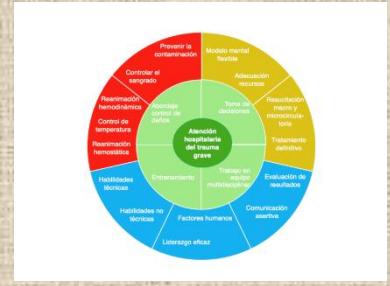 Prevenir la
contaminación
Modelo mental
flexible
Controlar el
sangrado
Adecuación
recursos
Reanimación
hemodinámica
Abordaje
control de
daños
Toma de
decisiones
Resucitación
macro y
microcircula-
toria
Control de
temperatura
Atención
hospitalaria
del trauma
grave
Reanimación
hemostática
Tratamiento
definitivo
Entrenamiento
Trabajo en
equipo
multidisciplinar
Habilidades
técnicas
Evaluación de
resultados
Habilidades no
técnicas
Factores humanos
Comunicación
asertiva
Liderazgo eficaz